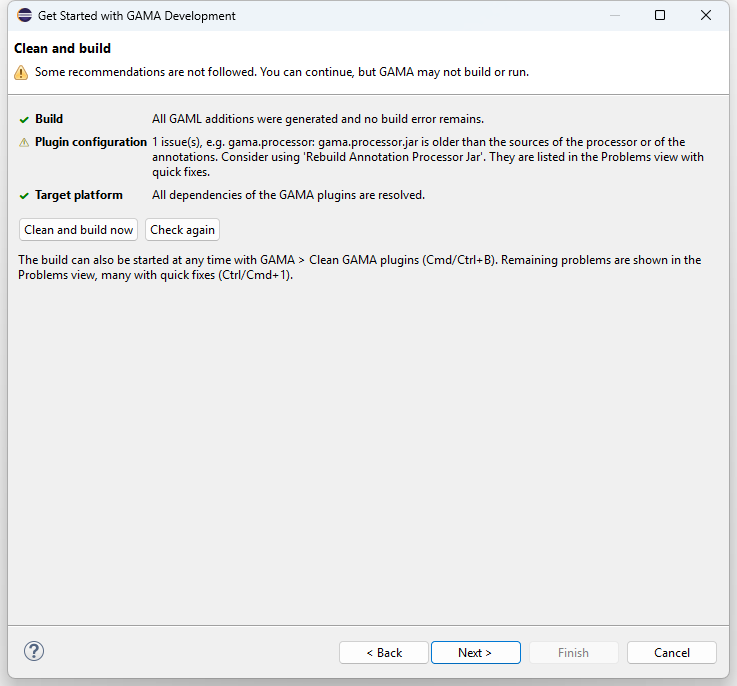 Get Started with GAMA Development
Clean and build
Some recommendations are not followed. You can continue, but GAMA may not build or run.
Build All GAML additions were generated and no build error remains.
Plugin configuration 1 issue(s), e.g. gama.processor: gama.processor.jar is older than the sources of the processor or of the
annotations. Consider using 'Rebuild Annotation Processor Jar'. They are listed in the Problems view with
quick fixes.
Target platform All dependencies of the GAMA plugins are resolved.
Clean and build now Check again
The build can also be started at any time with GAMA > Clean GAMA plugins (Cmd/Ctrl+B). Remaining problems are shown in the
Problems view, many with quick fixes (Ctrl/Cmd+1).
? < Back Next > Finish Cancel